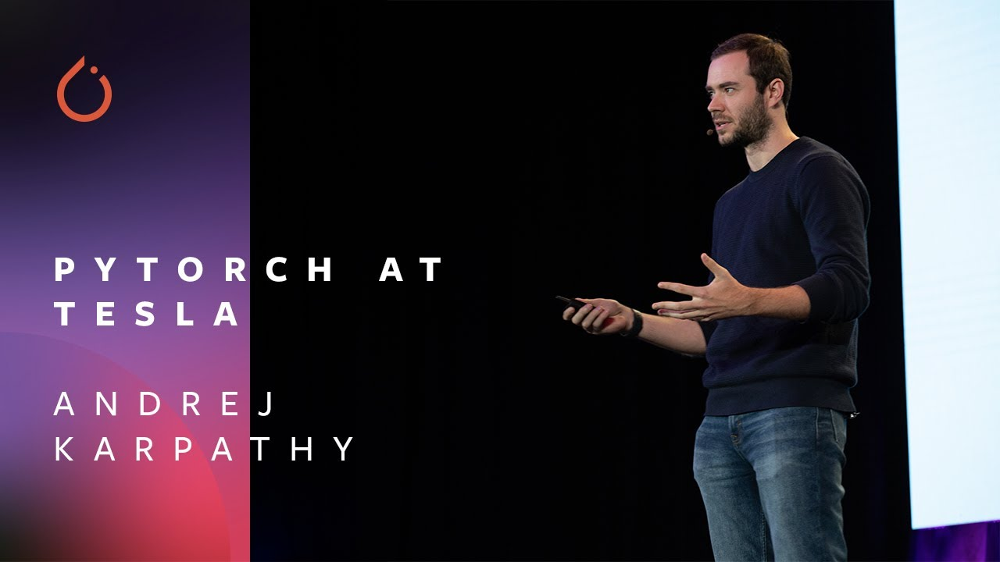 PYTORCH AT
TESLA
ANDREJ
KARPATHY